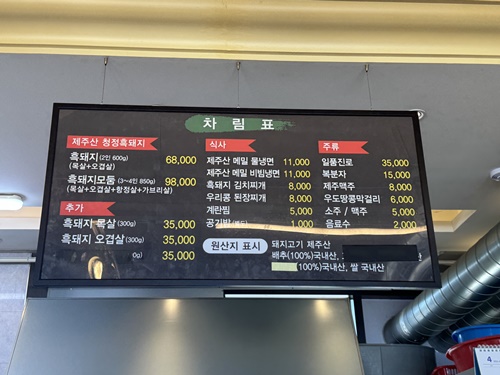 차림표
제주산 청정흑돼지
흑돼지 (2인 600g) 68,000
(목살+오겹살)
흑돼지모둠 (3~4인 850g) 98,000
(목살+오겹살+항정살+가브리살)
추가
흑돼지 목살 (300g) 35,000
흑돼지 오겹살 (300g) 35,000
0g) 35,000
식사
제주산 메밀 물냉면 11,000
제주산 메밀 비빔냉면 11,000
흑돼지 김치찌개 8,000
우리콩 된장찌개 8,000
계란찜 5,000
공기밥 1,000
주류
일품진로 35,000
복분자 15,000
제주맥주 8,000
우도땅콩막걸리 6,000
소주 / 맥주 5,000
음료수 2,000
원산지 표시
돼지고기 제주산
배추(100%)국내산,
(100%)국내산, 쌀 국내산
4